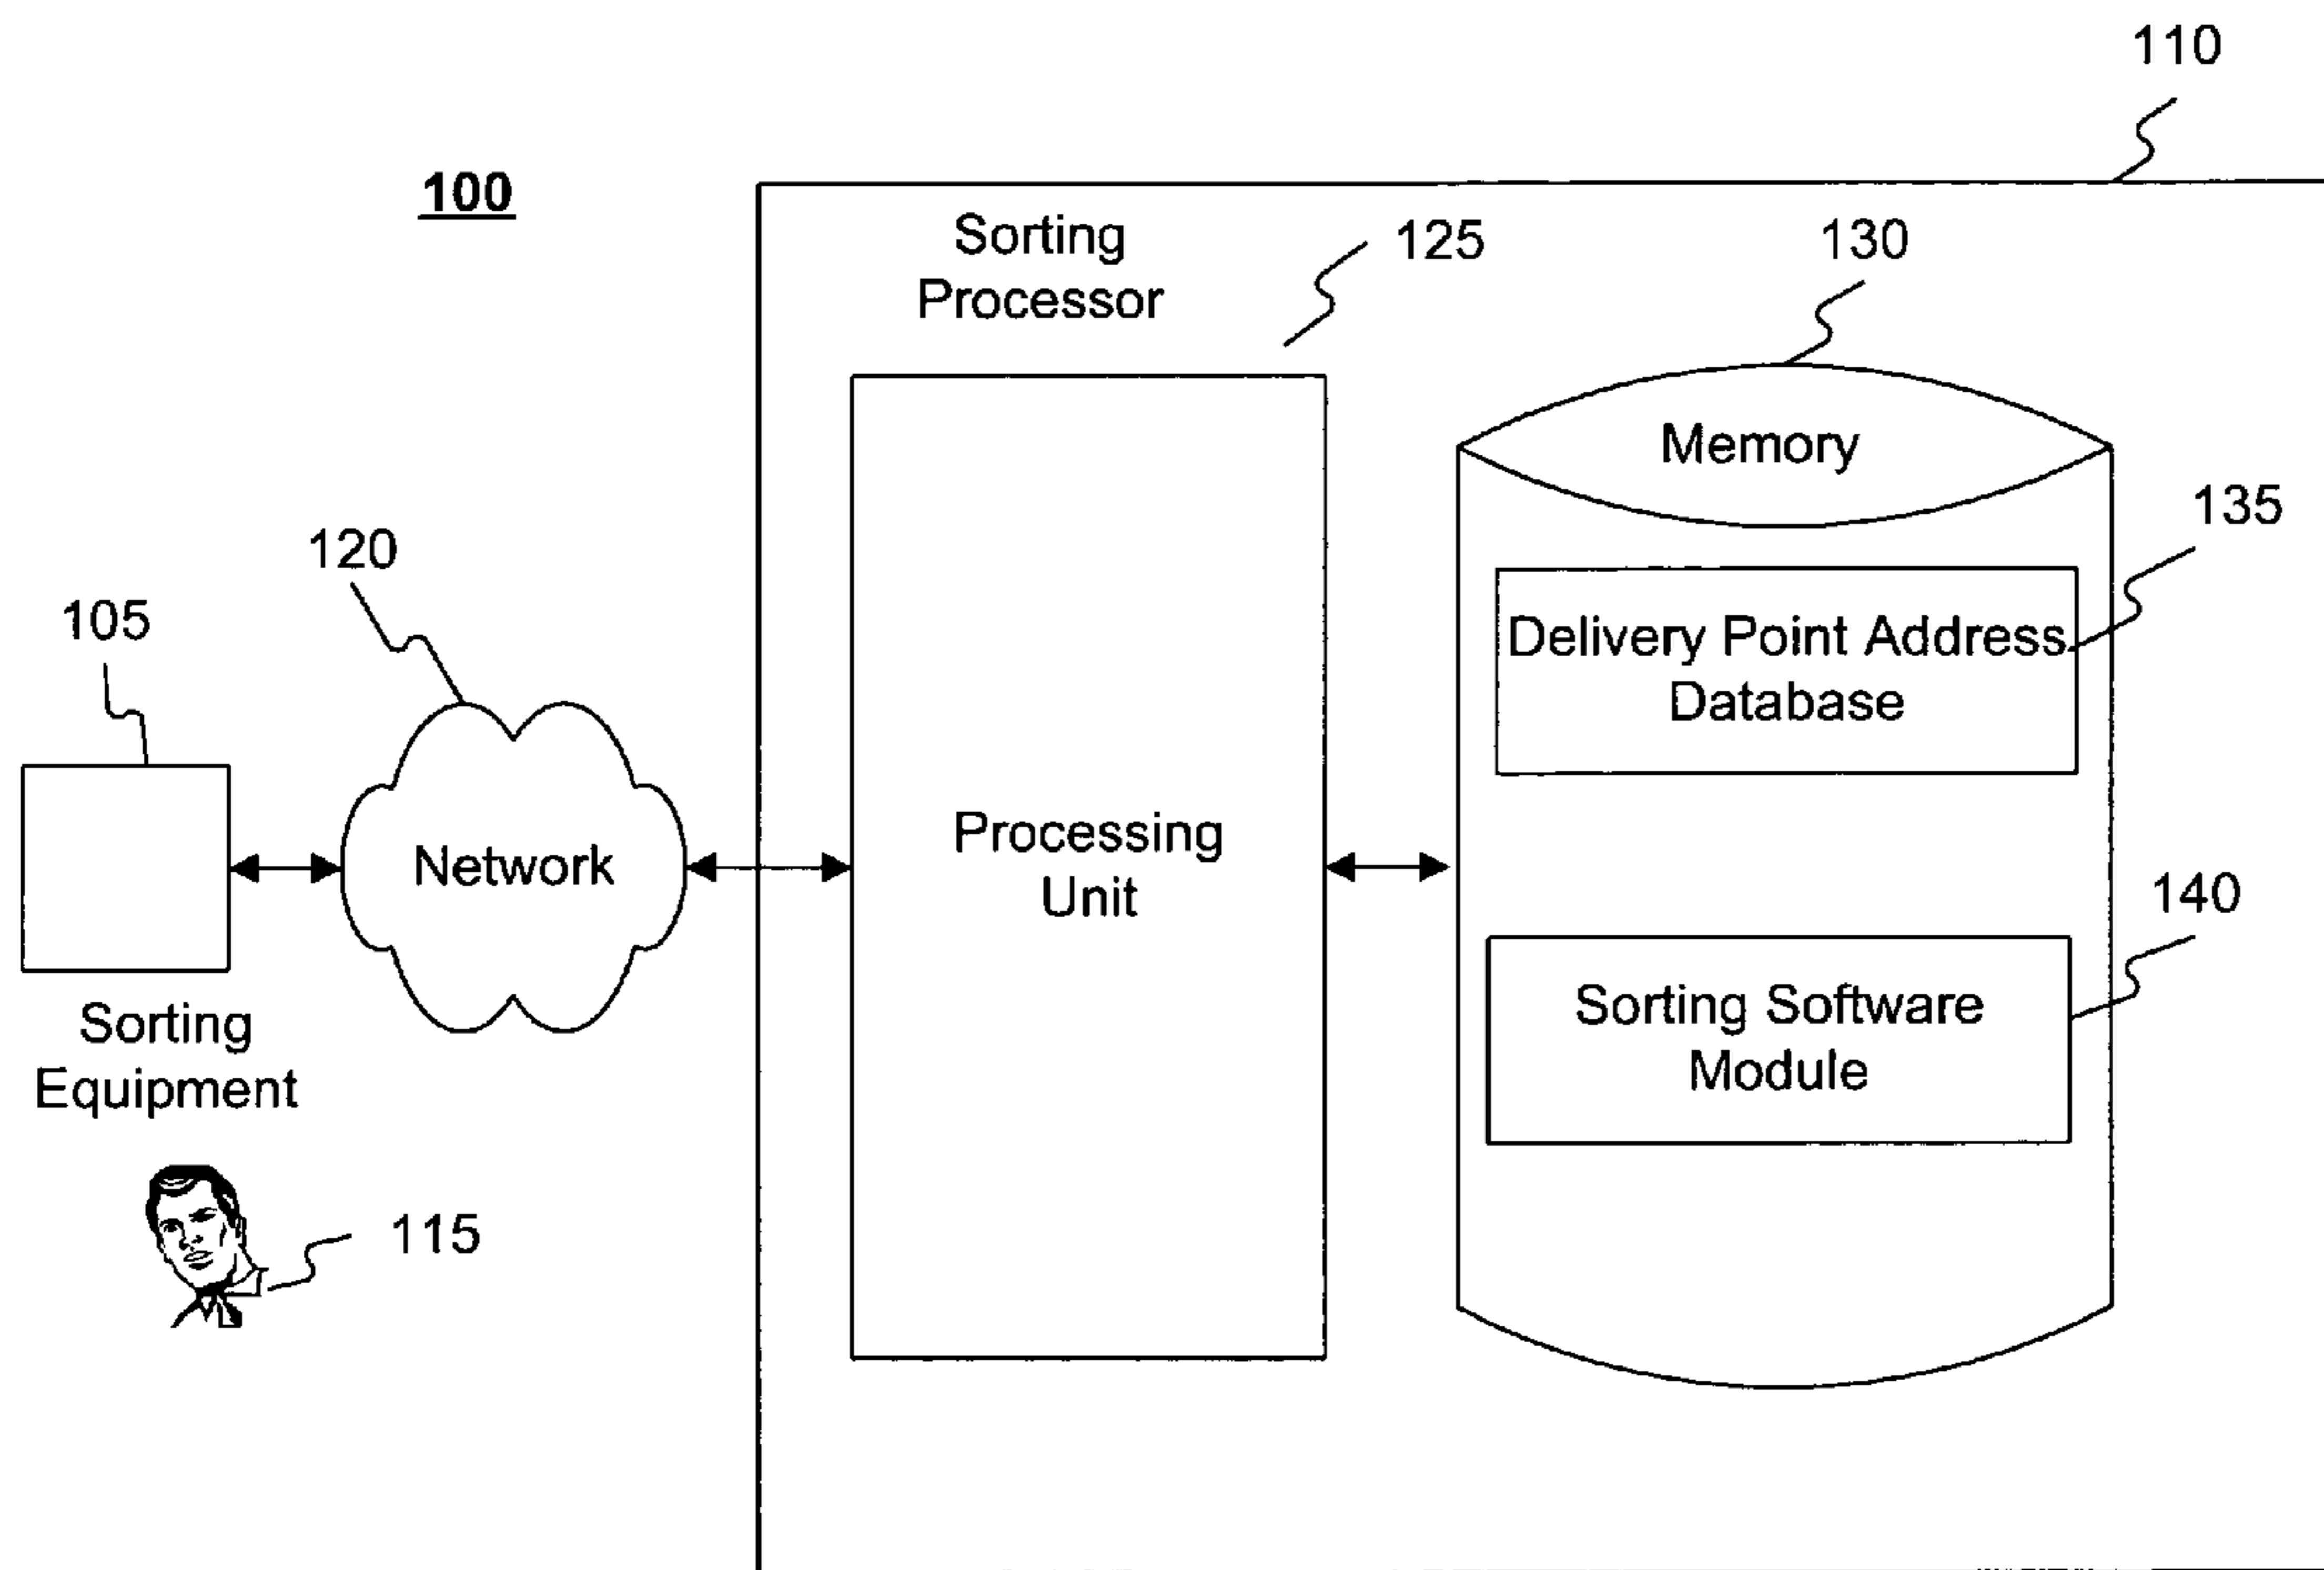 110
100
Sorting
Processor
125
130
Memory
135
120
105
Delivery Point Address
Database
Processing
Unit
Network
140
Sorting
Equipment
Sorting Software
Module
115